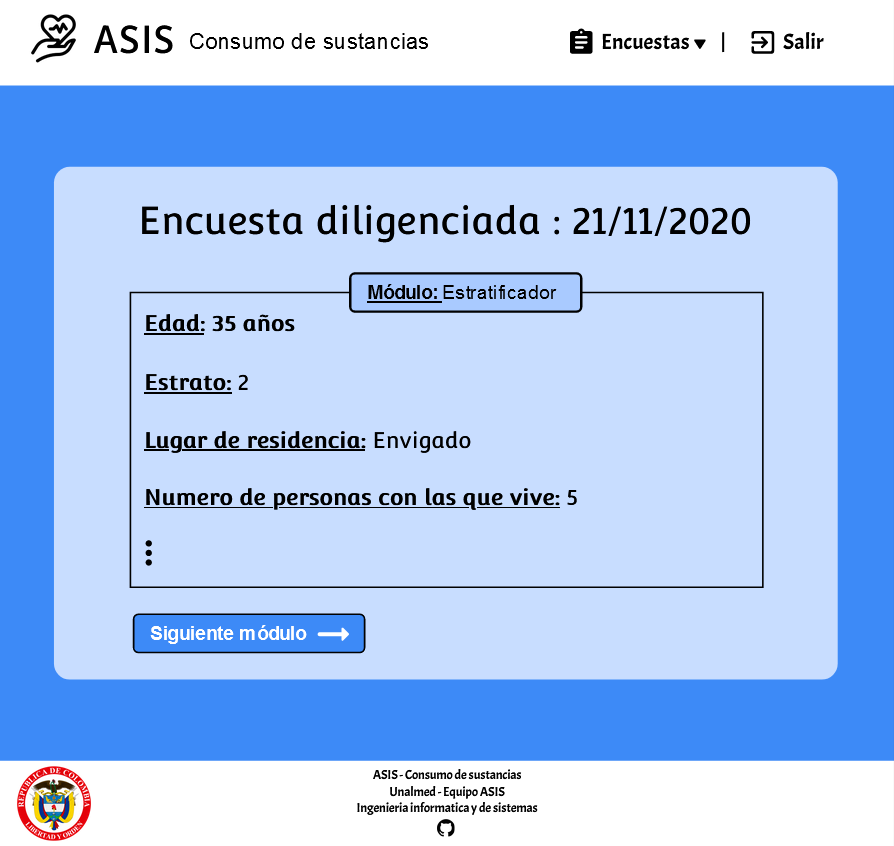 ASIS Consumo de sustancias
Encuestas | Salir
Encuesta diligenciada : 21/11/2020
Módulo: Estratificador
Edad: 35 años
Estrato: 2
Lugar de residencia: Envigado
Numero de personas con las que vive: 5
Siguiente módulo
REPUBLICA DE COLOMBIA
LIBERTAD Y ORDEN
ASIS - Consumo de sustancias
Unalmed - Equipo ASIS
Ingenieria informatica y de sistemas